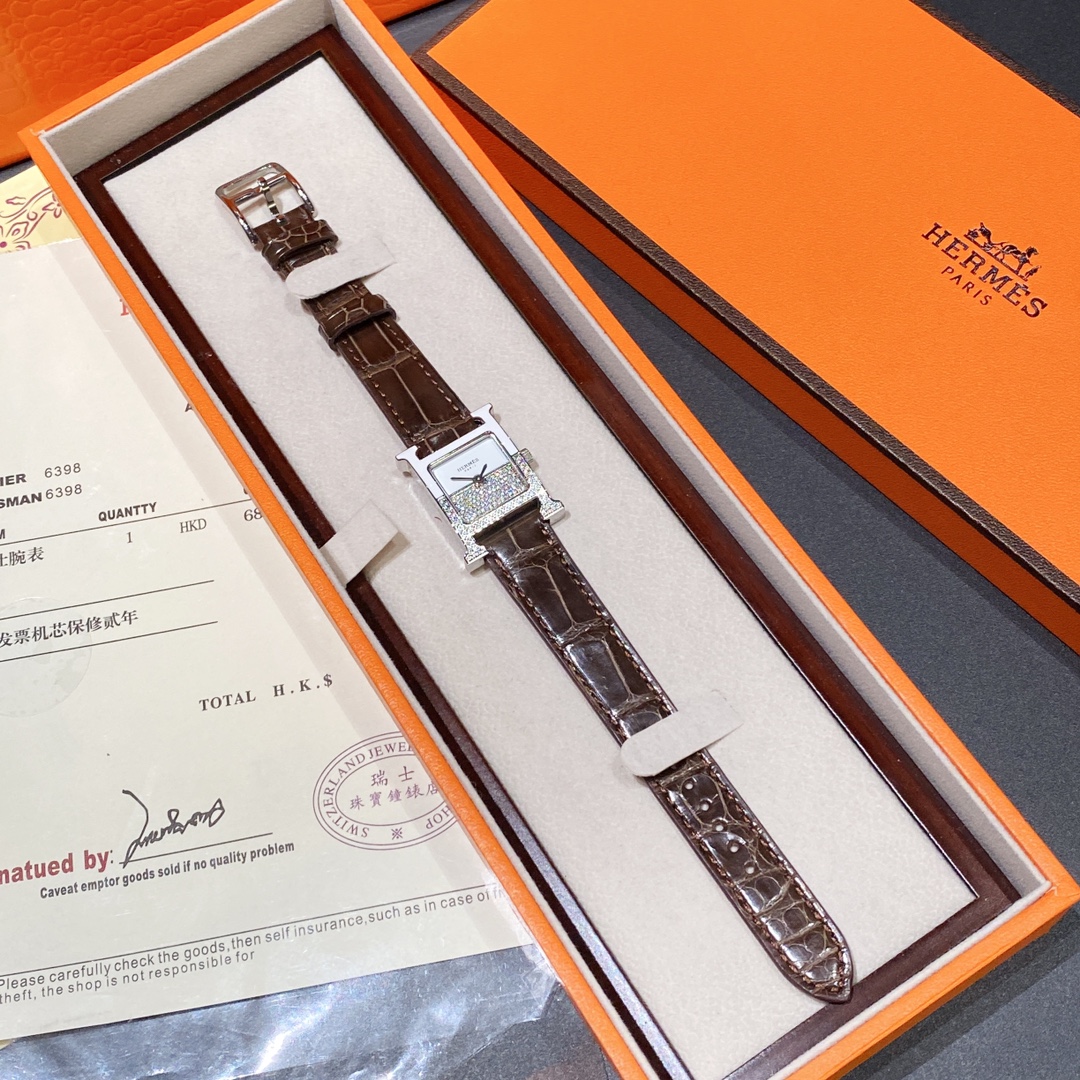 HERMÈS
PARIS
HERMES
IER 6398
SMAN 6398
M QUANTTY
1 HKD 68
士腕表
发票机芯保修贰年
TOTAL H.K.$
SWITZERLAND JEWEL
瑞士
珠寶鐘錶店
HOP
natued by:
Caveat emptor goods sold if no quality problem
Please carefully check the goods,then self insurance,such as in case of
theft, the shop is not responsible for